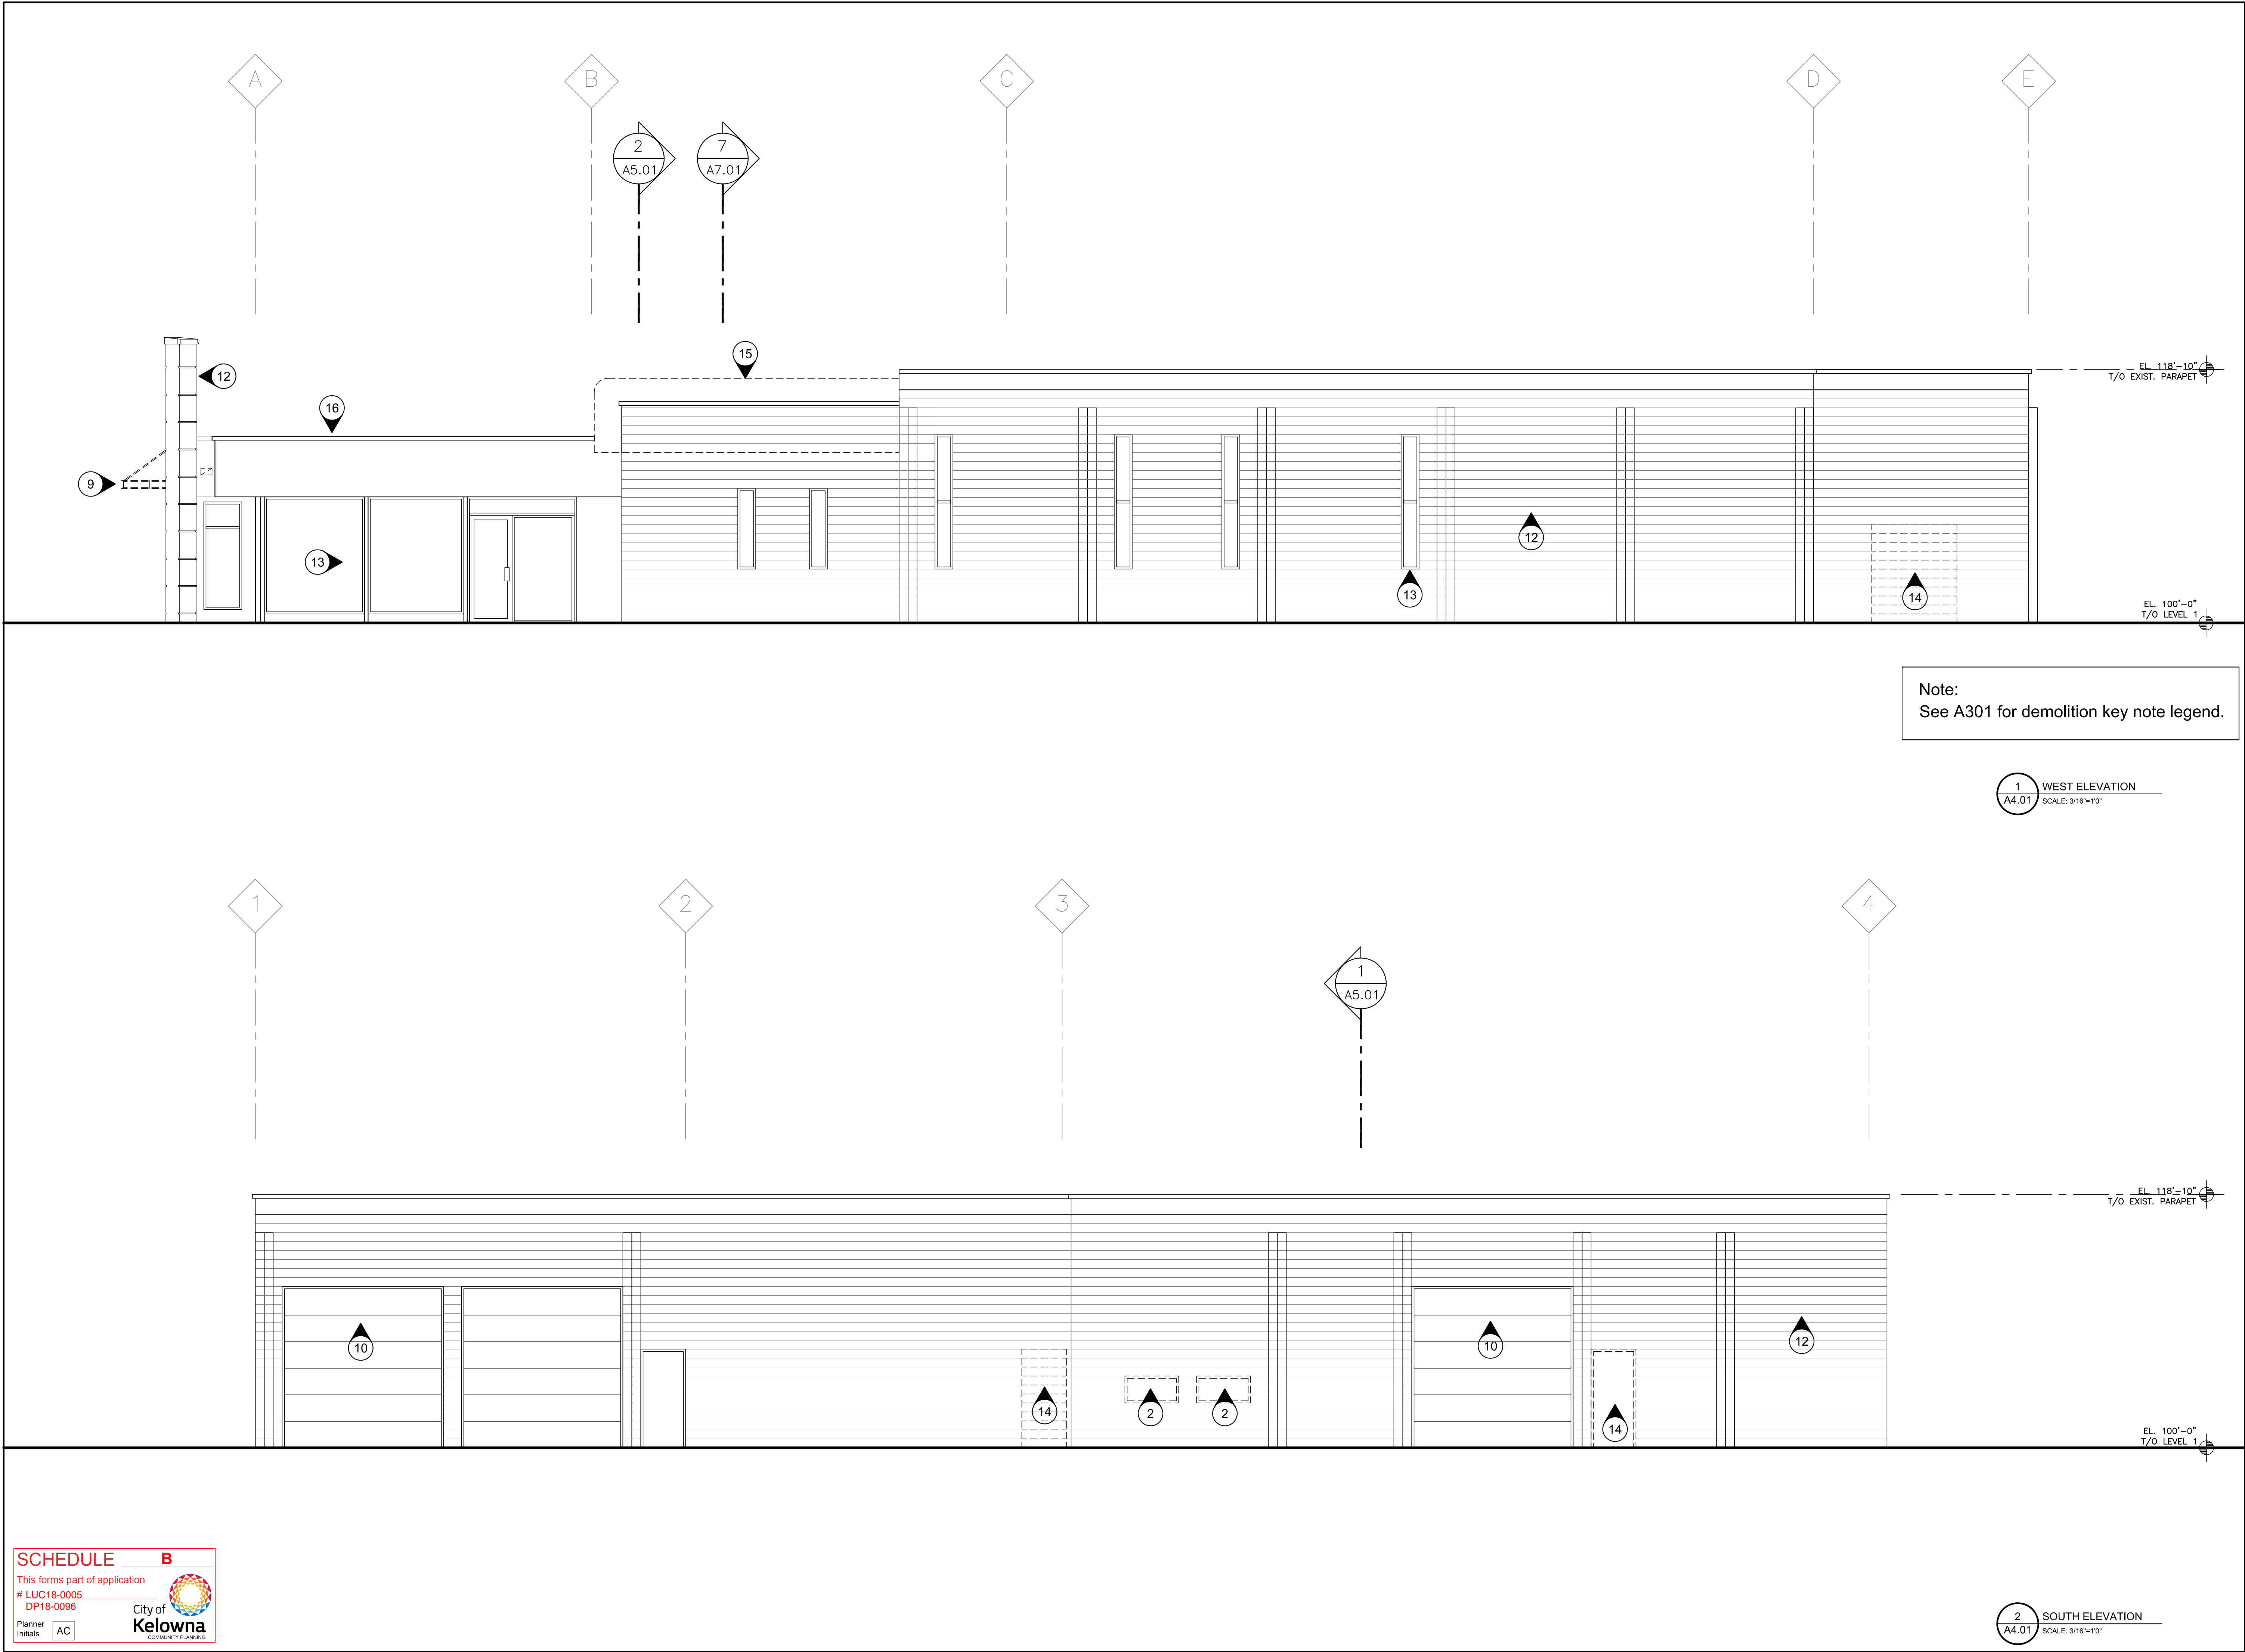 A
B
C
D
E
2
A5.01
7
A7.01
15
12
16
EL. 118'-10"
T/O EXIST. PARAPET
9
13
12
13
14
EL. 100'-0"
T/O LEVEL 1
Note:
See A301 for demolition key note legend.
1
A4.01
WEST ELEVATION
SCALE: 3/16"=1'0"
1
2
3
4
1
A5.01
EL. 118'-10"
T/O EXIST. PARAPET
10
10
12
14
2
2
14
EL. 100'-0"
T/O LEVEL 1
SCHEDULE B
This forms part of application
# LUC18-0005
DP18-0096
City of
Kelowna
COMMUNITY PLANNING
Planner
Initials
AC
2
A4.01
SOUTH ELEVATION
SCALE: 3/16"=1'0"